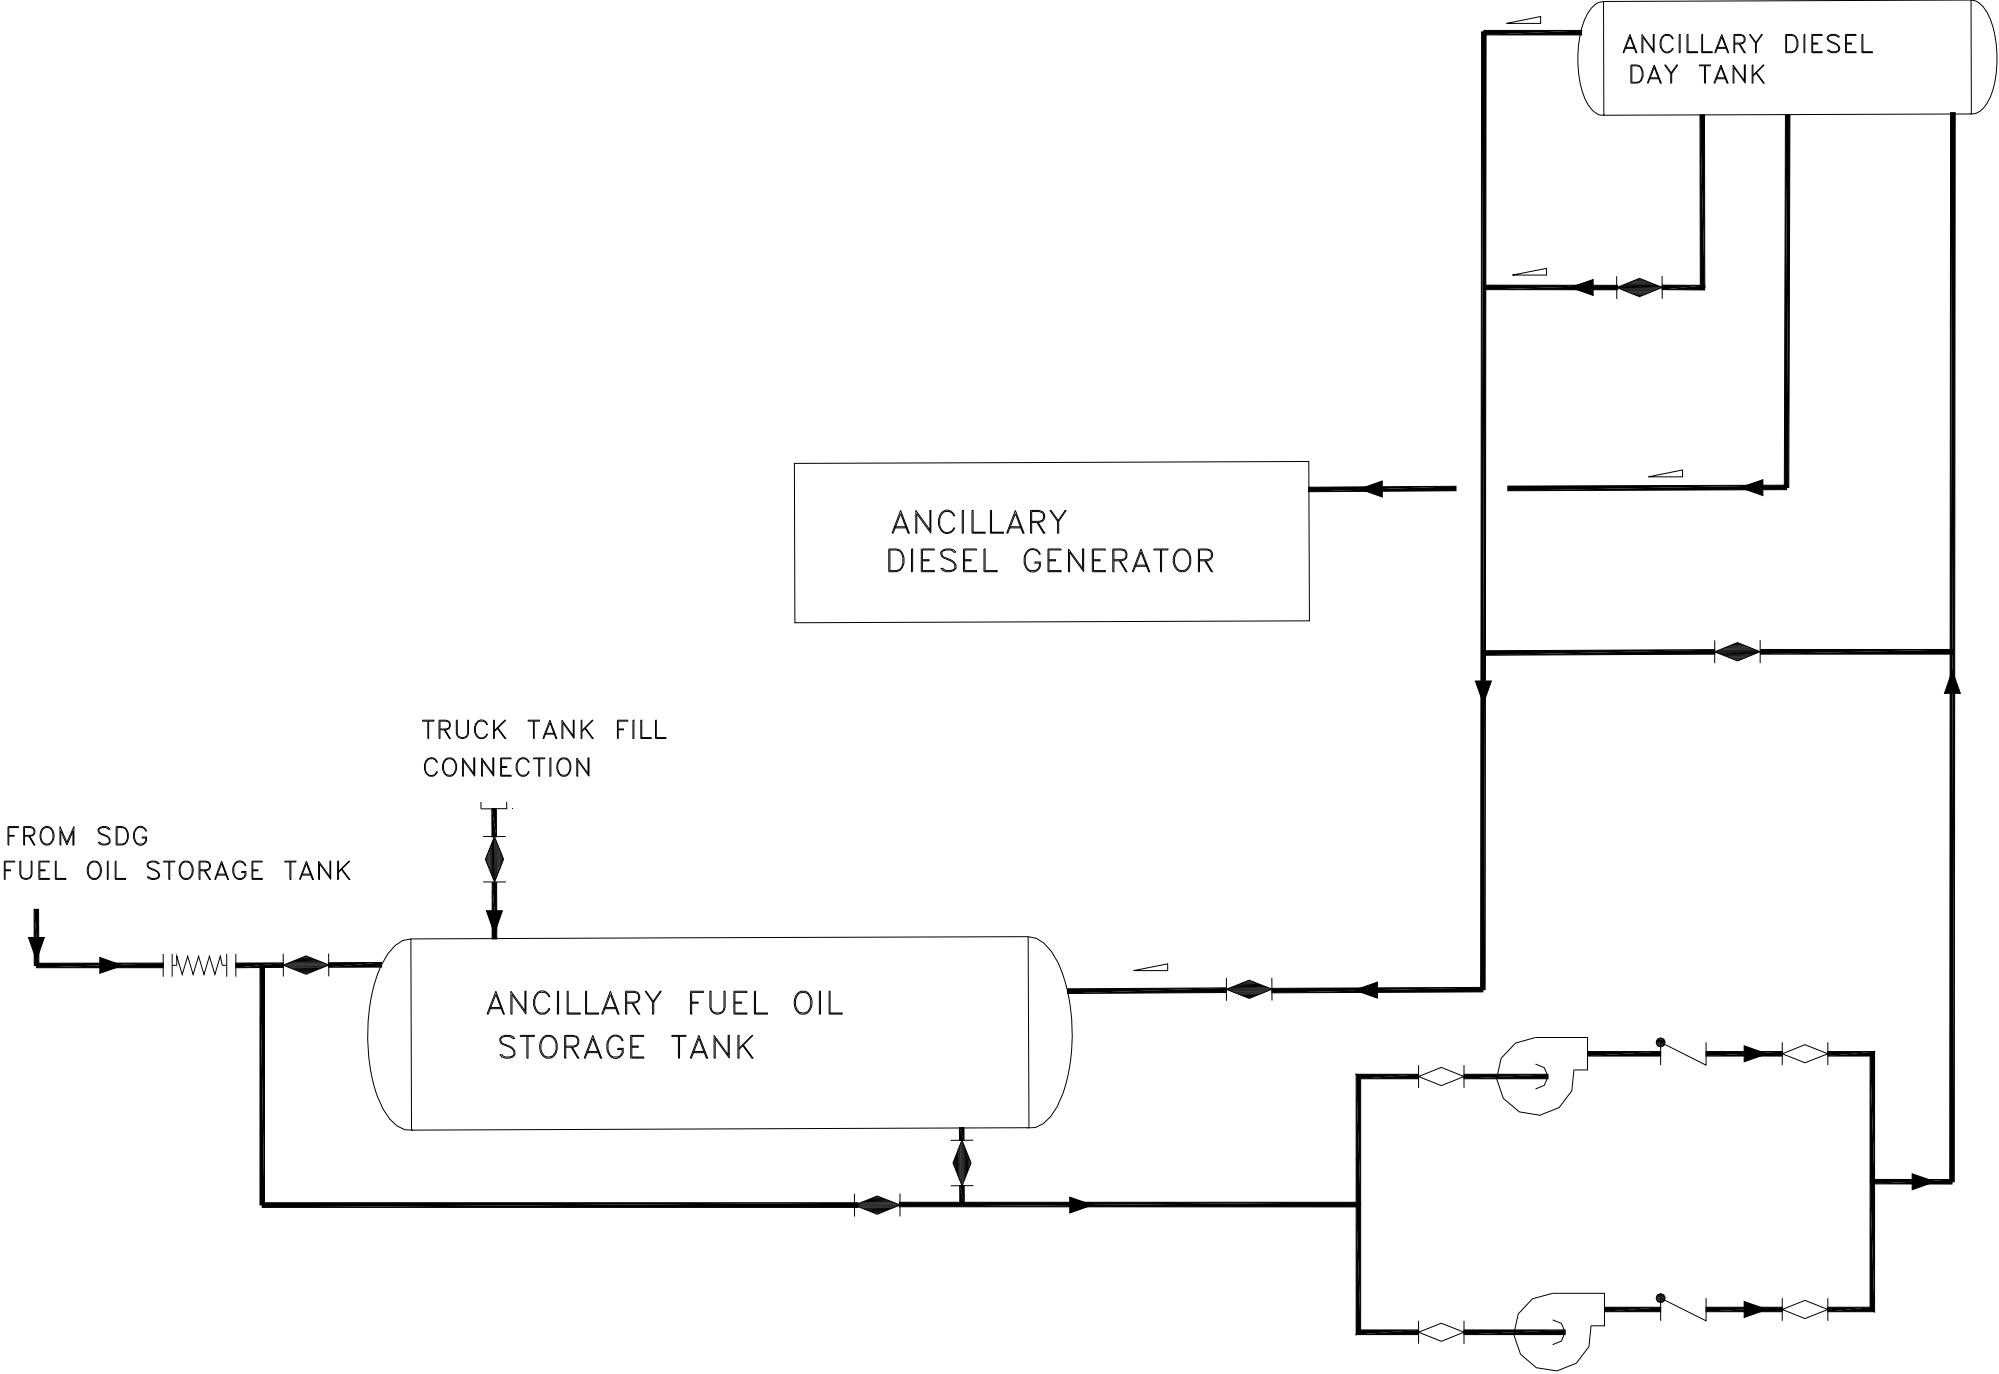 ANCILLARY DIESEL
DAY TANK
ANCILLARY
DIESEL GENERATOR
TRUCK TANK FILL
CONNECTION
FROM SDG
FUEL OIL STORAGE TANK
ANCILLARY FUEL OIL
STORAGE TANK